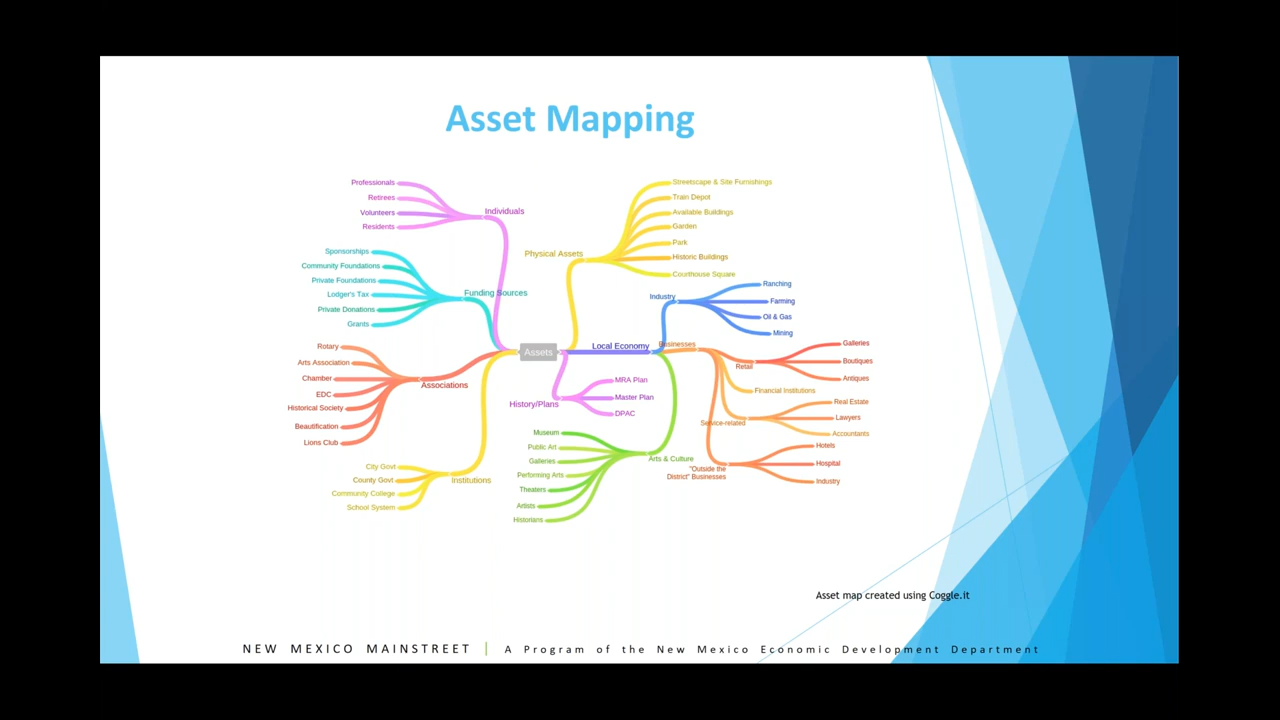 Asset Mapping
Professionals
Retirees
Volunteers
Residents
Individuals
Sponsorships
Community Foundations
Private Foundations
Lodger's Tax
Private Donations
Grants
Funding Sources
Rotary
Arts Association
Chamber
EDC
Historical Society
Beautification
Lions Club
Associations
City Govt
County Govt
Community College
School System
Institutions
Assets
Physical Assets
Streetscape & Site Furnishings
Train Depot
Available Buildings
Garden
Park
Historic Buildings
Courthouse Square
Local Economy
Industry
Ranching
Farming
Oil & Gas
Mining
Businesses
Retail
Galleries
Boutiques
Antiques
Financial Institutions
Service-related
Real Estate
Lawyers
Accountants
"Outside the
District" Businesses
Hotels
Hospital
Industry
History/Plans
MRA Plan
Master Plan
DPAC
Arts & Culture
Museum
Public Art
Galleries
Performing Arts
Theaters
Artists
Historians
Asset map created using Coggle.it
NEW MEXICO MAINSTREET | A Program of the New Mexico Economic Development Department